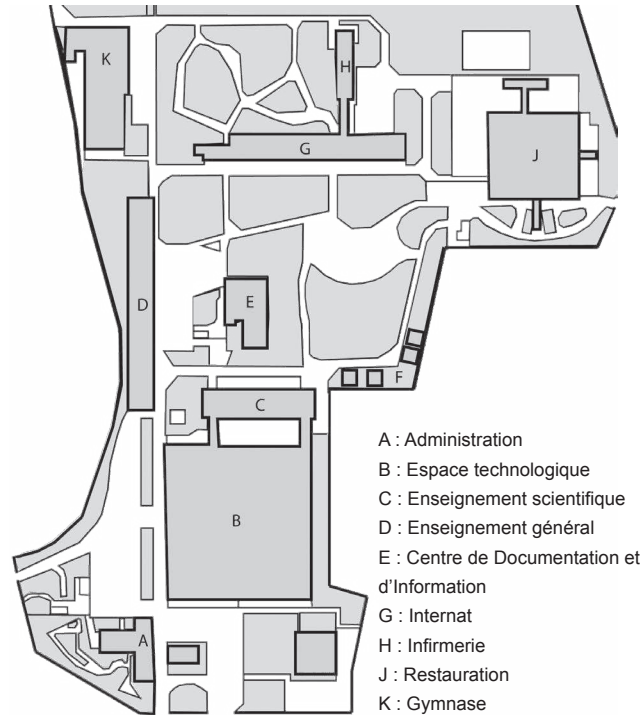 K
H
G
J
D
E
F
C
B
A
A : Administration
B : Espace technologique
C : Enseignement scientifique
D : Enseignement général
E : Centre de Documentation et
d'Information
G : Internat
H : Infirmerie
J : Restauration
K : Gymnase